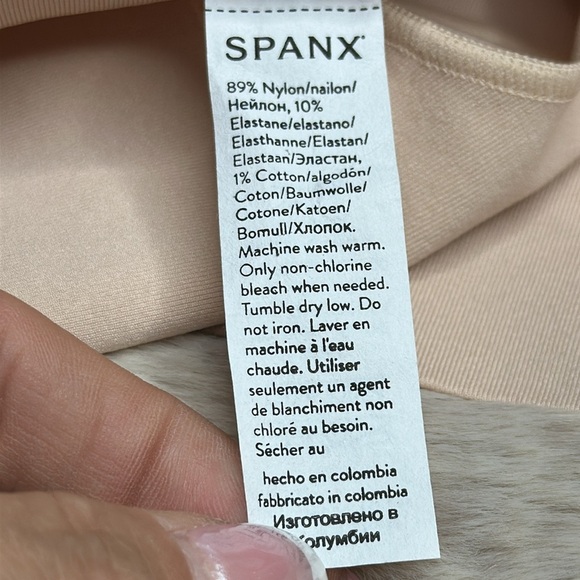 SPANX®
89% Nylon/nailon/
Нейлон, 10%
Elastane/elastano/
Elasthanne/Elastan/
Elastaan/Эластан,
1% Cotton/algodón/
Coton/Baumwolle/
Cotone/Katoen/
Bomull/Хлопок.
Machine wash warm.
Only non-chlorine
bleach when needed.
Tumble dry low. Do
not iron. Laver en
machine à l'eau
chaude. Utiliser
seulement un agent
de blanchiment non
chloré au besoin.
Sécher au
hecho en colombia
fabbricato in colombia
Изготовлено в
олумбии